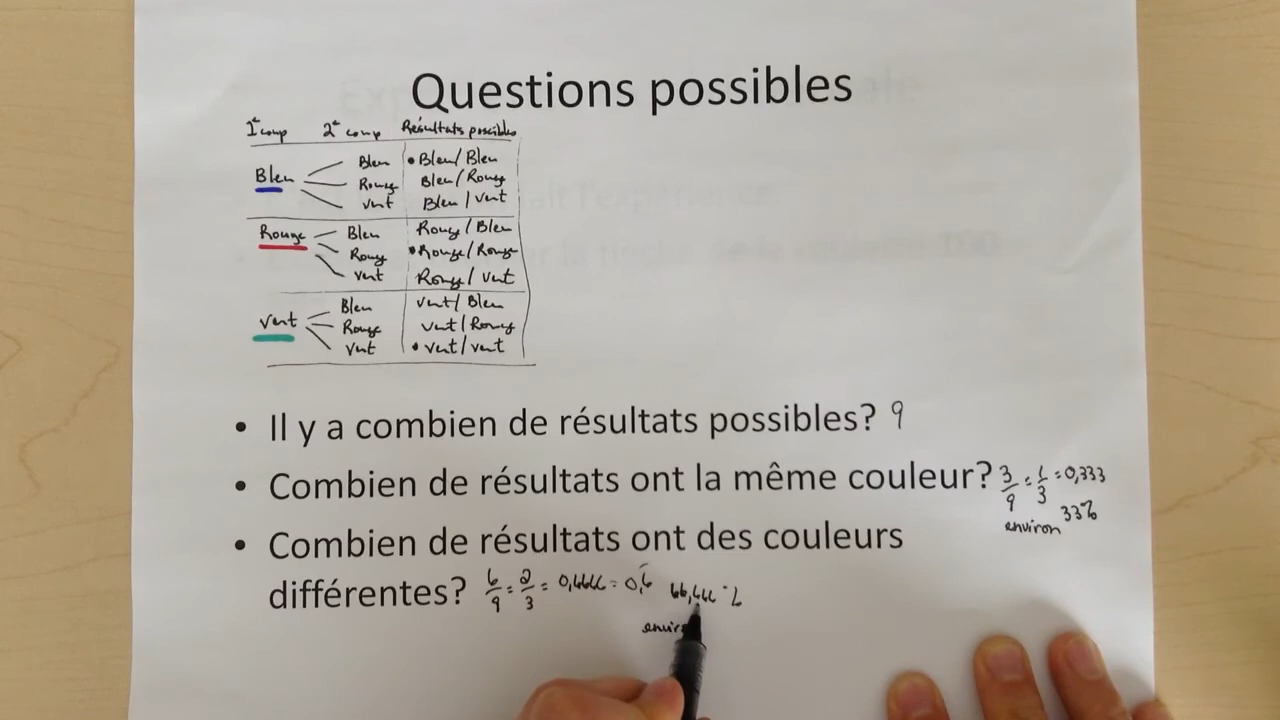 Questions possibles
1er coup 2e coup Résultats possibles
Bleu Bleu • Bleu/Bleu
Rouge Bleu/Rouge
Vert Bleu/Vert
Rouge Bleu Rouge/Bleu
Rouge • Rouge/Rouge
Vert Rouge/Vert
Vert Bleu Vert/Bleu
Rouge Vert/Rouge
Vert • Vert/Vert
• Il y a combien de résultats possibles? 9
• Combien de résultats ont la même couleur? 3/9 = 1/3 = 0,333
environ 33%
• Combien de résultats ont des couleurs
différentes? 6/9 = 2/3 = 0,666 = 0,6̄ 66,666